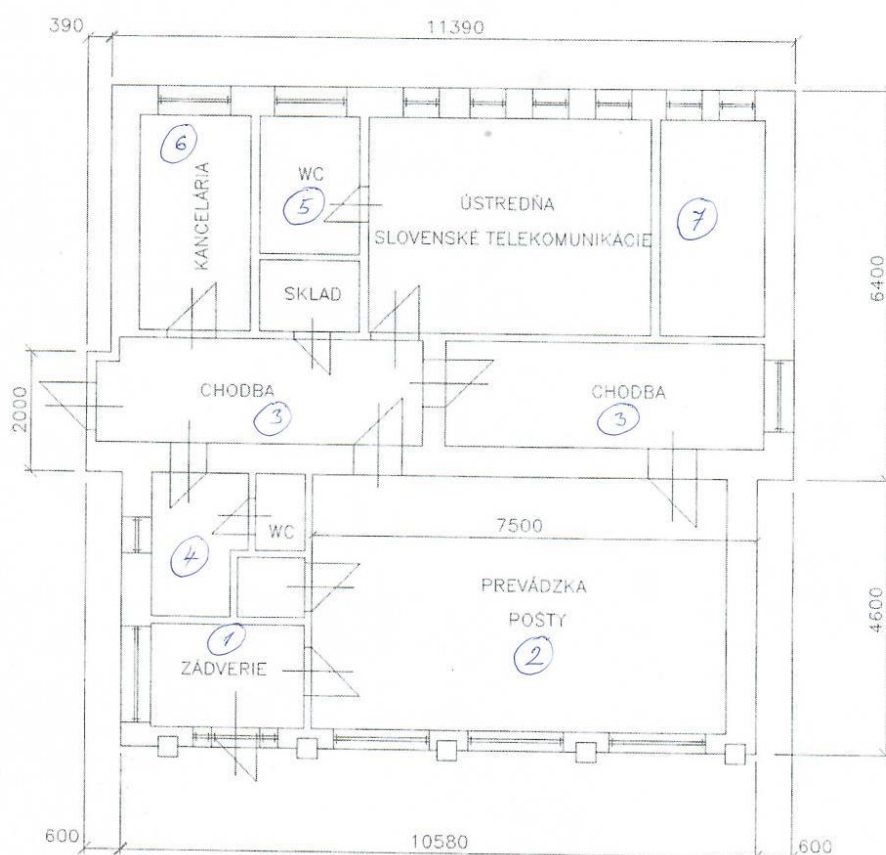 390
11390
6
KANCELÁRIA
WC
5
ÚSTREDŇA
SLOVENSKÉ TELEKOMUNIKÁCIE
7
SKLAD
6400
2000
CHODBA
3
CHODBA
3
4
WC
7500
PREVÁDZKA
POŠTY
2
1
ZÁDVERIE
4600
600
10580
600